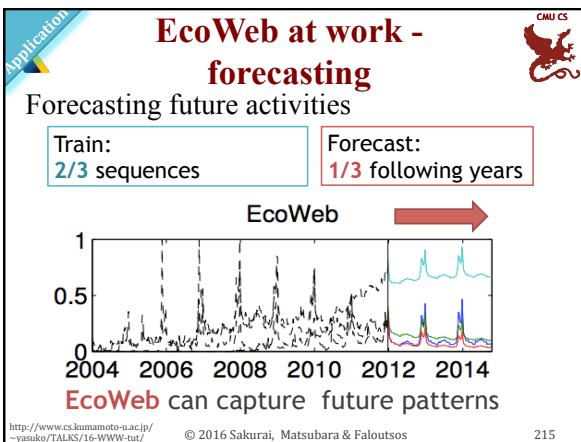 Application
CMU CS
EcoWeb at work -
forecasting
Forecasting future activities
Train:
2/3 sequences
Forecast:
1/3 following years
EcoWeb
1
0.5
0
2004 2006 2008 2010 2012 2014
EcoWeb can capture future patterns
http://www.cs.kumamoto-u.ac.jp/
~yasuko/TALKS/16-WWW-tut/
© 2016 Sakurai, Matsubara & Faloutsos
215